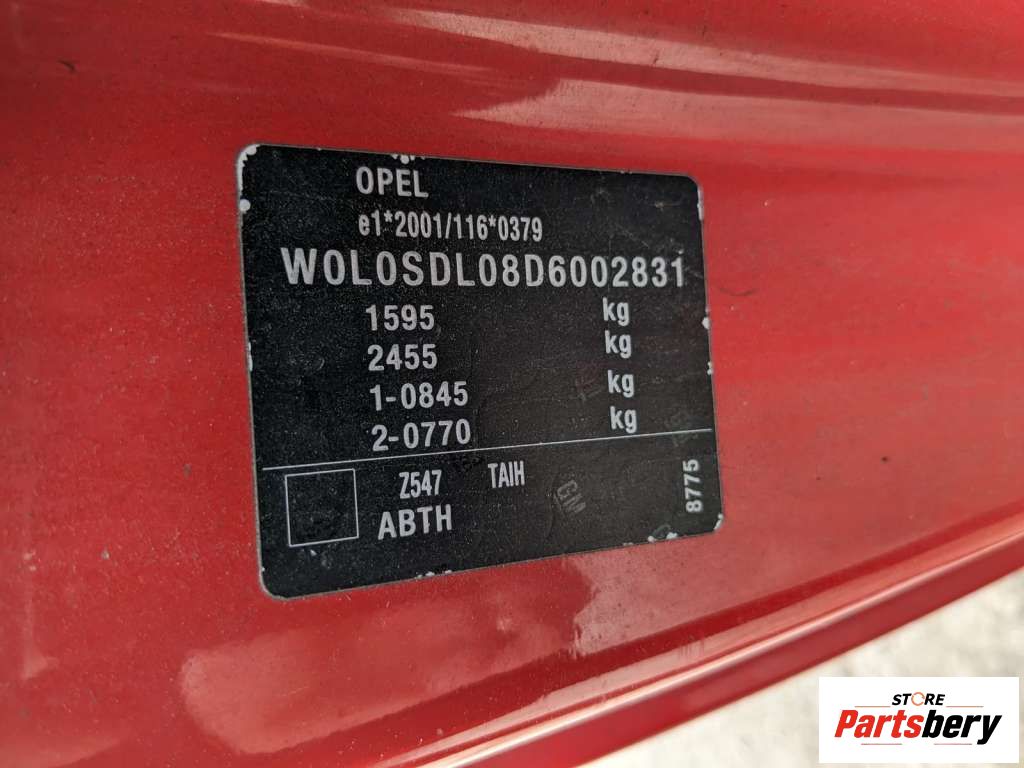 OPEL
e1*2001/116*0379
W0L0SDL08D6002831
1595 kg
2455 kg
1-0845 kg
2-0770 kg
Z547 TAIH
ABTH
8775
GM
STORE
Partsbery